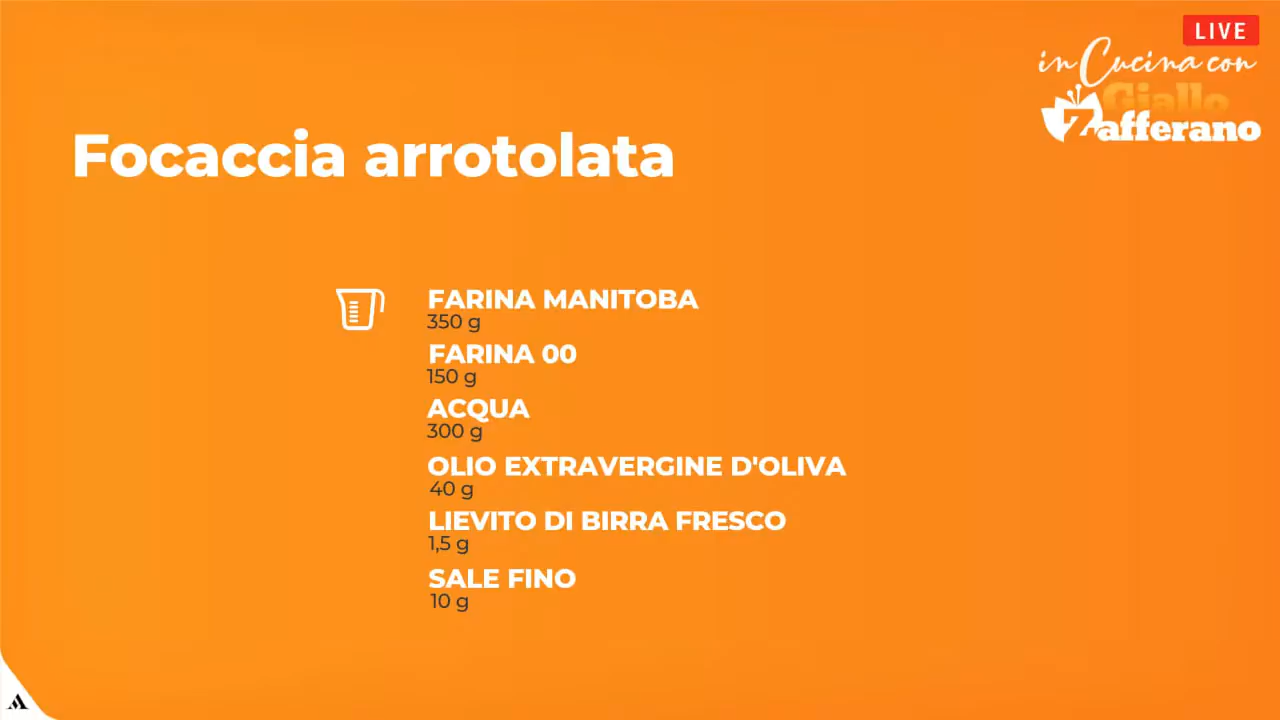 LIVE
in Cucina con
Giallo
Zafferano
Focaccia arrotolata
FARINA MANITOBA
350 g
FARINA 00
150 g
ACQUA
300 g
OLIO EXTRAVERGINE D'OLIVA
40 g
LIEVITO DI BIRRA FRESCO
1,5 g
SALE FINO
10 g